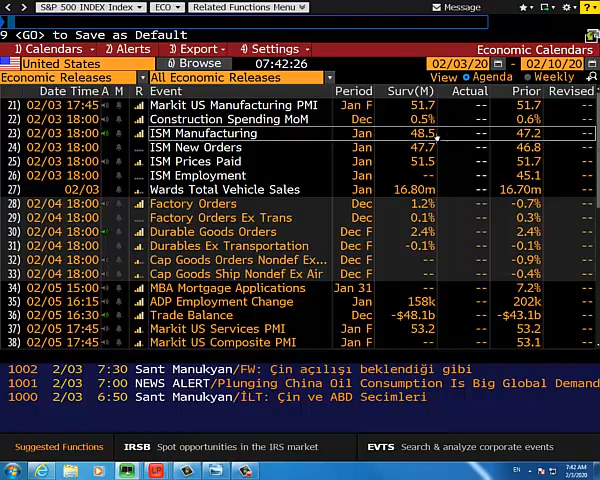 S&P 500 INDEX Index ECO Related Functions Menu Message
9 <GO> to Save as Default
1) Calendars 2) Alerts 3) Export 4) Settings Economic Calendars
United States 6) Browse 07:42:26 02/03/20 - 02/10/20
Economic Releases All Economic Releases View Agenda Weekly
Date Time A M R Event Period Surv(M) Actual Prior Revised
21) 02/03 17:45 Markit US Manufacturing PMI Jan F 51.7 -- 51.7 --
22) 02/03 18:00 Construction Spending MoM Dec 0.5% -- 0.6% --
23) 02/03 18:00 ISM Manufacturing Jan 48.5 -- 47.2 --
24) 02/03 18:00 ISM New Orders Jan 47.7 -- 46.8 --
25) 02/03 18:00 ISM Prices Paid Jan 51.5 -- 51.7 --
26) 02/03 18:00 ISM Employment Jan -- -- 45.1 --
27) 02/03 Wards Total Vehicle Sales Jan 16.80m -- 16.70m --
28) 02/04 18:00 Factory Orders Dec 1.2% -- -0.7% --
29) 02/04 18:00 Factory Orders Ex Trans Dec 0.1% -- 0.3% --
30) 02/04 18:00 Durable Goods Orders Dec F 2.4% -- 2.4% --
31) 02/04 18:00 Durables Ex Transportation Dec F -0.1% -- -0.1% --
32) 02/04 18:00 Cap Goods Orders Nondef Ex... Dec F -- -- -0.9% --
33) 02/04 18:00 Cap Goods Ship Nondef Ex Air Dec F -- -- -0.4% --
34) 02/05 15:00 MBA Mortgage Applications Jan 31 -- -- 7.2% --
35) 02/05 16:15 ADP Employment Change Jan 158k -- 202k --
36) 02/05 16:30 Trade Balance Dec -$48.1b -- -$43.1b --
37) 02/05 17:45 Markit US Services PMI Jan F 53.2 -- 53.2 --
38) 02/05 17:45 Markit US Composite PMI Jan F -- -- 53.1 --
1002 2/03 7:30 Sant Manukyan/FW: Çin açılışı beklendiği gibi
1001 2/03 7:00 NEWS ALERT/Plunging China Oil Consumption Is Big Global Demand
1000 2/03 6:50 Sant Manukyan/İLT: Çin ve ABD Secimleri
Suggested Functions IRSB Spot opportunities in the IRS market EVTS Search & analyze corporate events
EN 7:42 AM
2/3/2020